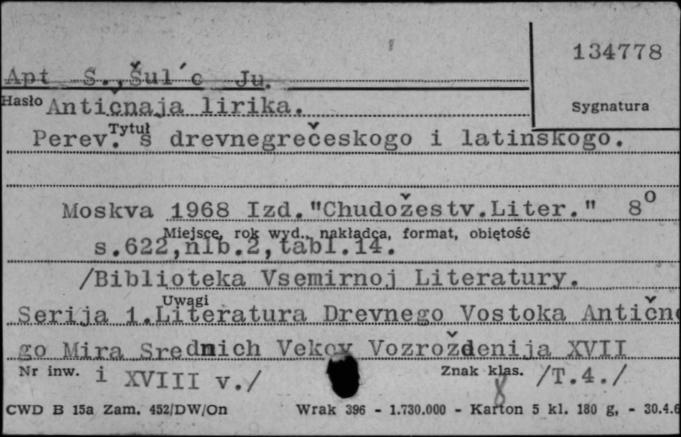 134778
Apt S.,Šul´c Ju.
Hasło Antičnaja lirika.
Sygnatura
Tytuł
Perev. s drevnegrečeskogo i latinskogo.
Moskva 1968 Izd."Chudožestv.Liter." 8⁰
Miejsce, rok wyd., nakładca, format, objętość
s.622,nlb.2,tabl.14.
/Biblioteka Vsemirnoj Literatury.
Uwagi
Serija 1.Literatura Drevnego Vostoka Antično
go Mira Srednich Vekov Vozroždenija XVII
Nr inw. i XVIII v./ Znak klas. /T.4./
8
CWD B 15a Zam. 452/DW/On Wrak 396 - 1.730.000 - Karton 5 kl. 180 g, - 30.4.6